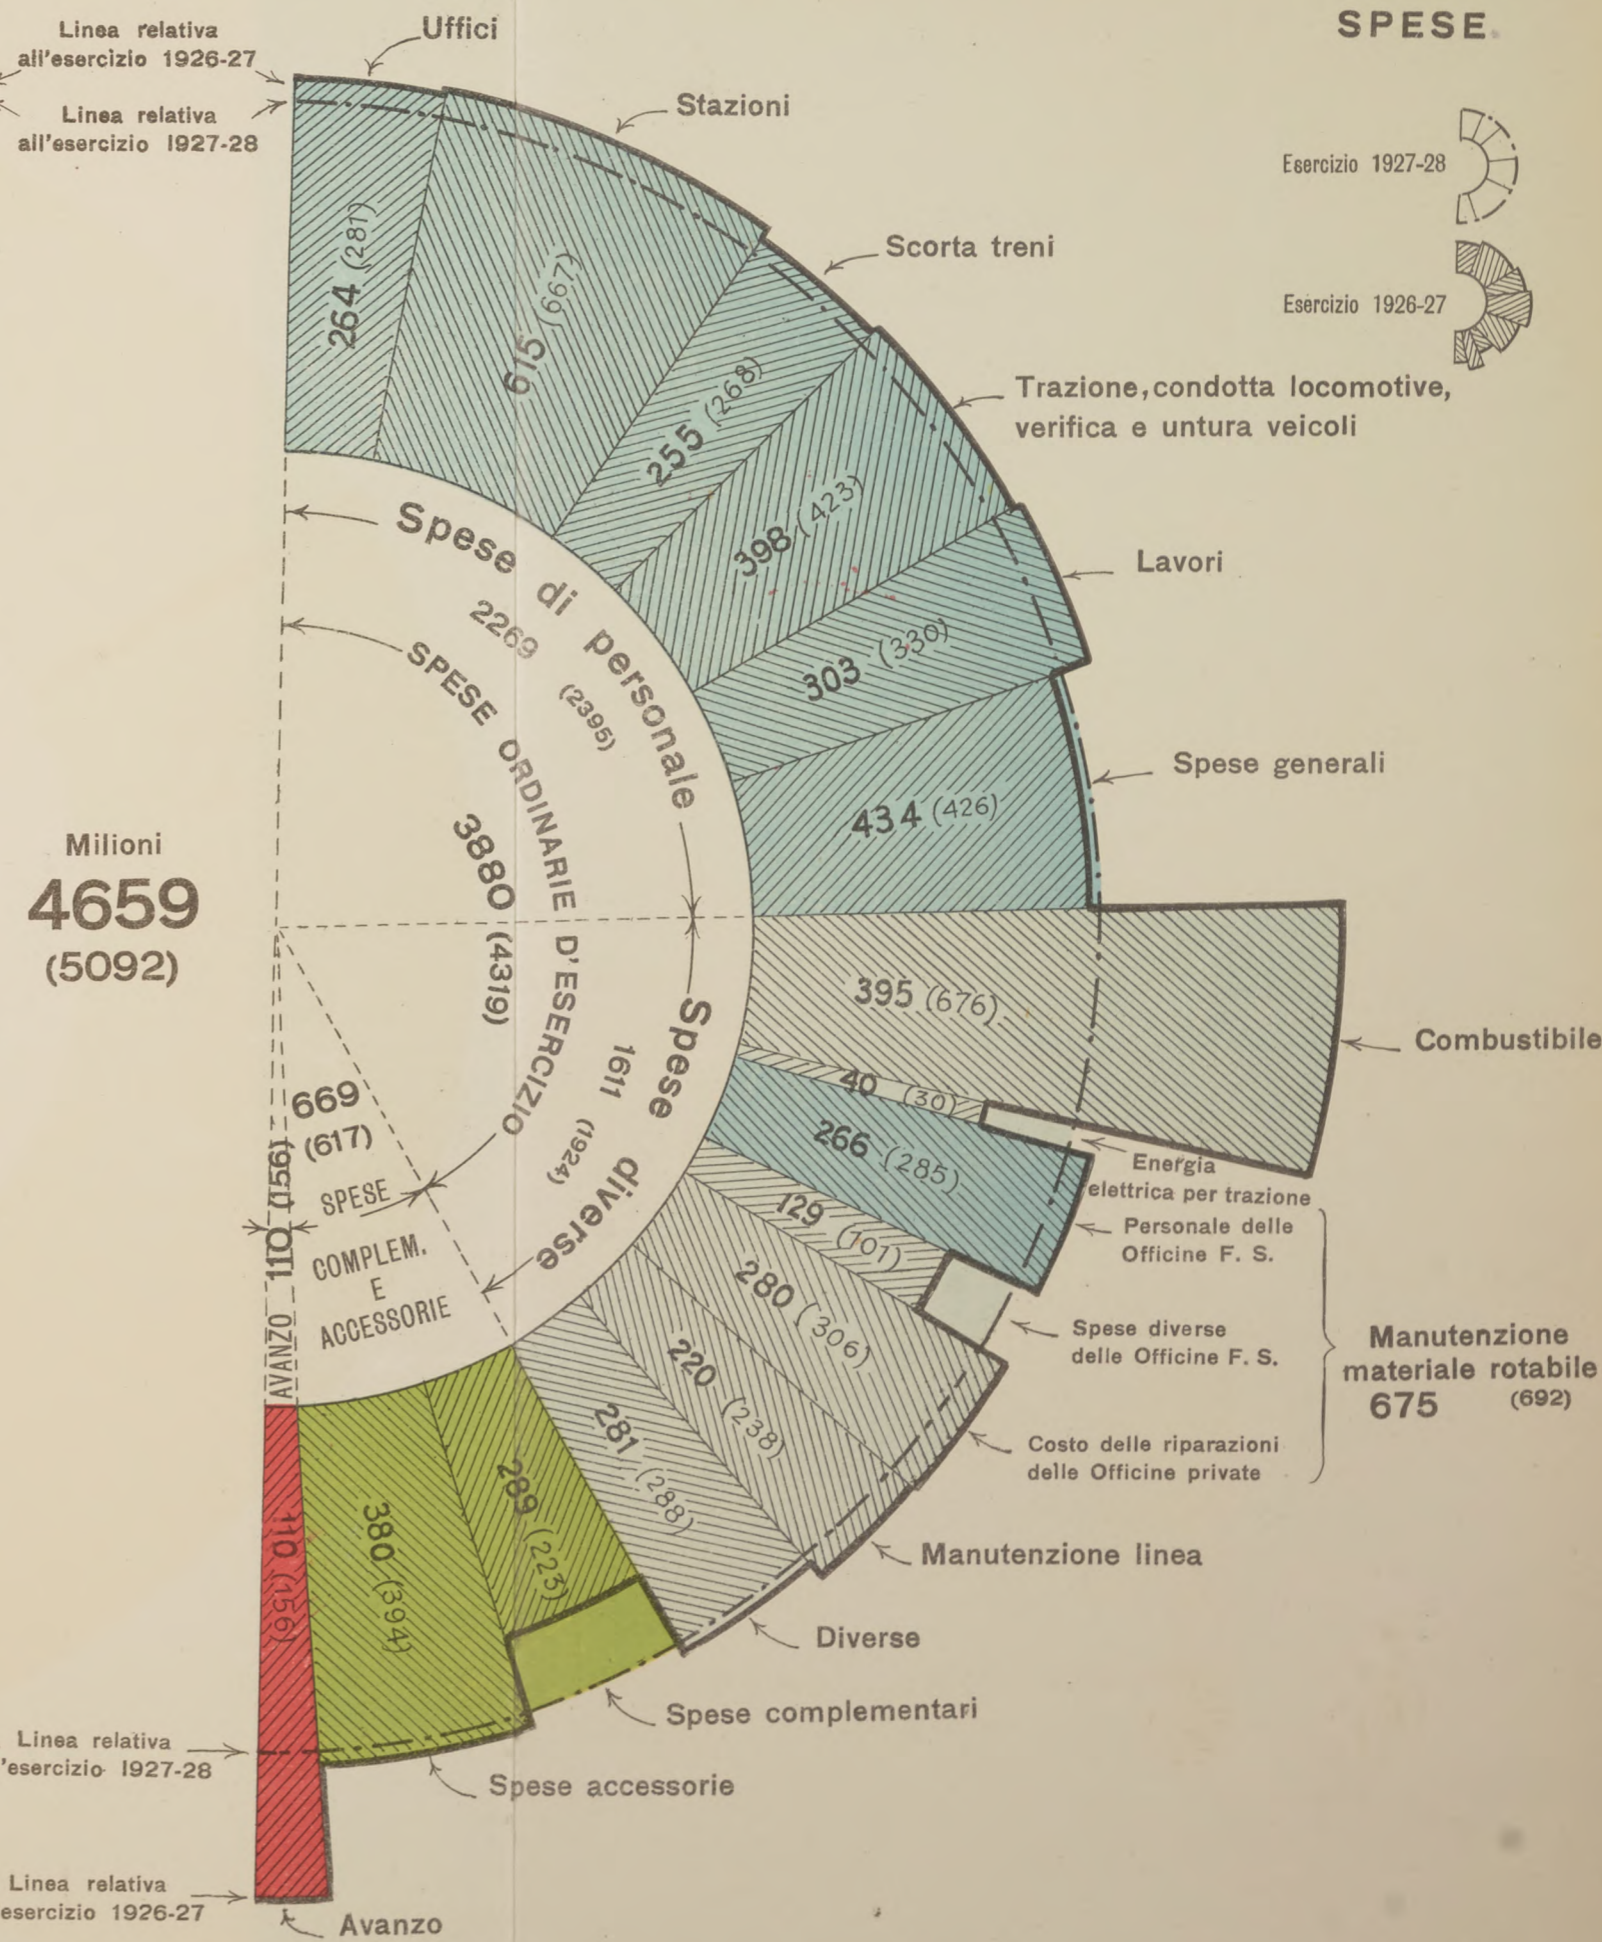 SPESE
Linea relativa
all'esercizio 1926-27
Linea relativa
all'esercizio 1927-28
Uffici
Stazioni
Scorta treni
Trazione, condotta locomotive,
verifica e untura veicoli
Lavori
Spese generali
Combustibile
Energia
elettrica per trazione
Personale delle
Officine F. S.
Spese diverse
delle Officine F. S.
Costo delle riparazioni
delle Officine private
Manutenzione
materiale rotabile
675 (692)
Manutenzione linea
Diverse
Spese complementari
Spese accessorie
Avanzo
Esercizio 1927-28
Esercizio 1926-27
264 (281)
615 (667)
255 (268)
398 (423)
303 (330)
434 (426)
395 (676)
40 (30)
266 (285)
129 (101)
280 (306)
220 (238)
281 (288)
289 (223)
380 (394)
110 (156)
Spese di personale
2269 (2395)
SPESE ORDINARIE D'ESERCIZIO
3880 (4319)
Spese diverse
1611 (1924)
Milioni
4659
(5092)
669
(617)
SPESE
COMPLEM.
E
ACCESSORIE
AVANZO 110 (156)
Linea relativa
'esercizio 1927-28
Linea relativa
esercizio 1926-27